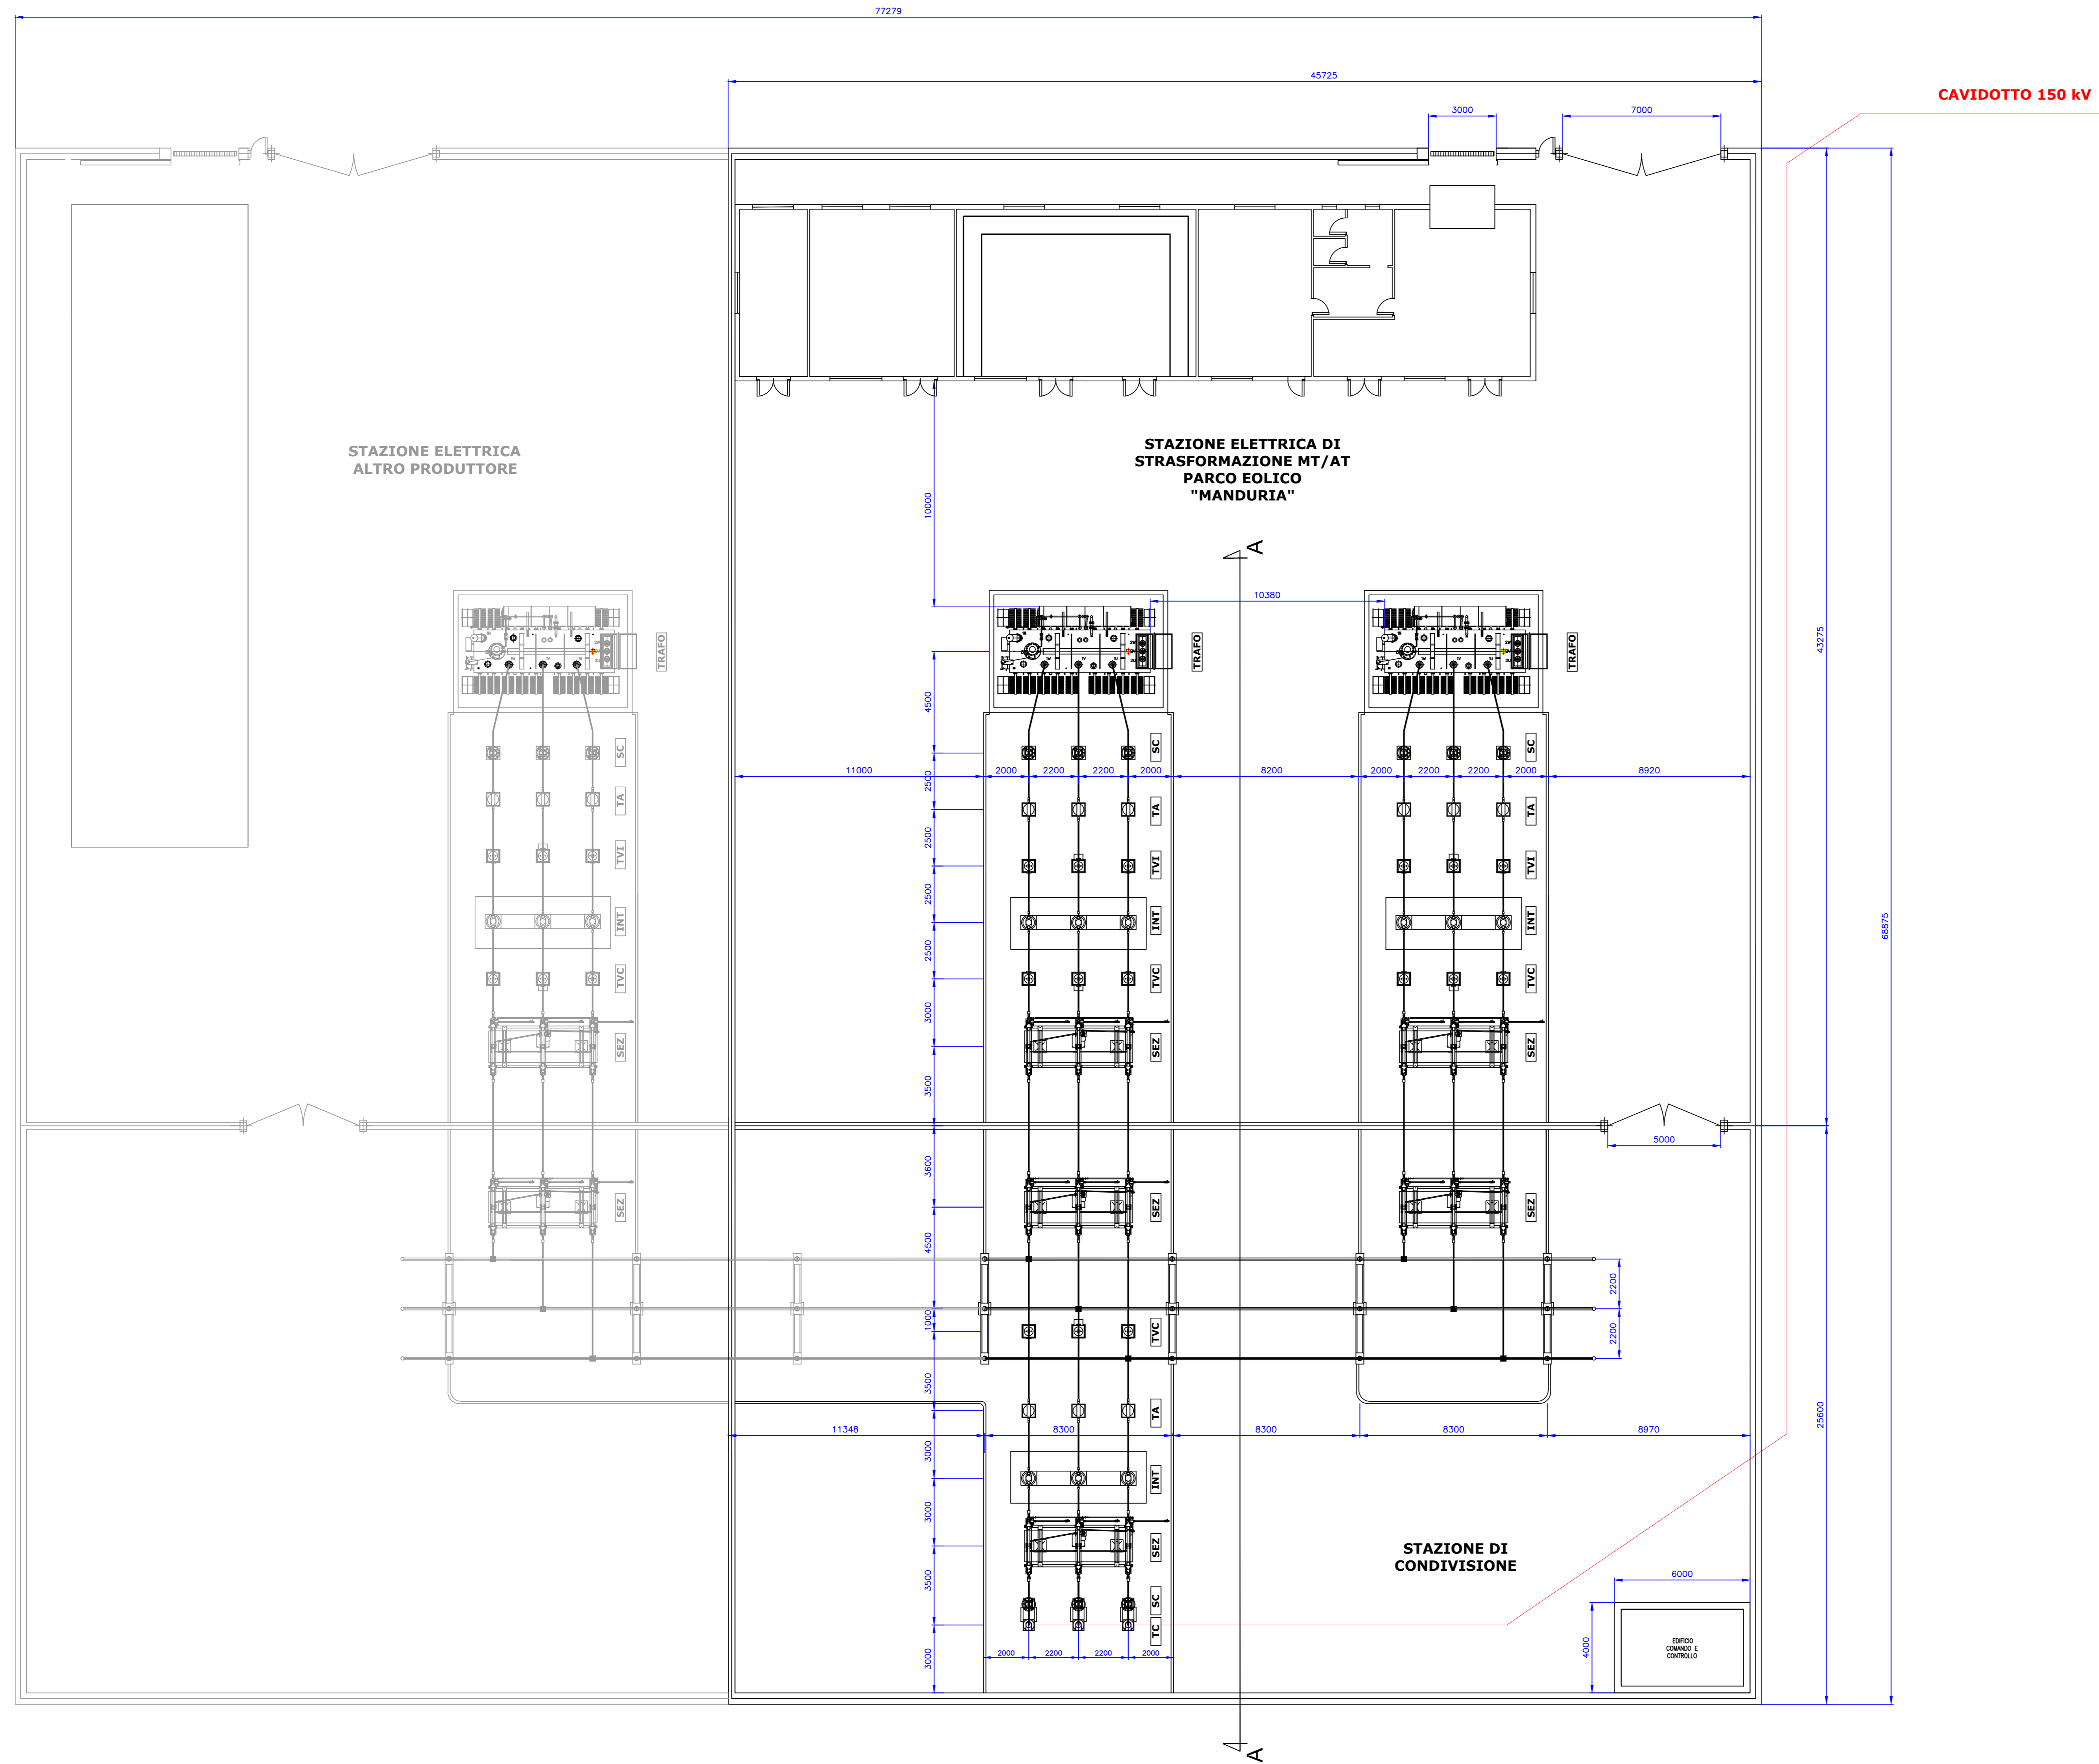 77279
45725
CAVIDOTTO 150 kV
3000
7000
STAZIONE ELETTRICA
ALTRO PRODUTTORE
STAZIONE ELETTRICA DI
STRASFORMAZIONE MT/AT
PARCO EOLICO
"MANDURIA"
10000
A
10380
43275
68875
TRAFO
TRAFO
TRAFO
4500
SC
SC
SC
11000
2000
2200
2200
2000
8200
2000
2200
2200
2000
8920
2500
TA
TA
TA
2500
TVI
TVI
TVI
2500
INT
INT
INT
2500
TVC
TVC
TVC
3000
SEZ
SEZ
SEZ
3500
5000
3600
SEZ
SEZ
SEZ
4500
2200
1000
TVC
2200
3500
TA
25600
11348
8300
8300
8300
8970
3000
INT
3000
SEZ
STAZIONE DI
CONDIVISIONE
3500
SC
6000
TC
4000
EDIFICIO
COMANDO E
CONTROLLO
3000
2000
2200
2200
2000
A